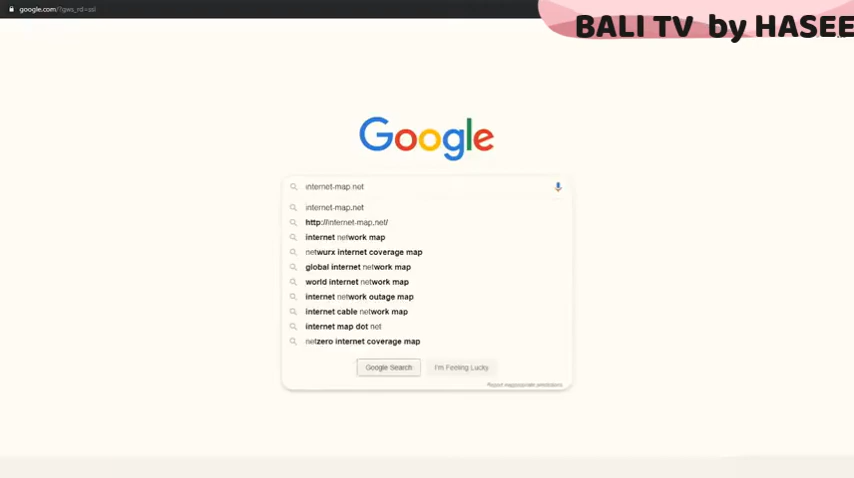 google.com/?gws_rd=ssl
BALI TV by HASEE
Google
internet-map.net
internet-map.net
http://internet-map.net/
internet network map
netwurx internet coverage map
global internet network map
world internet network map
internet network outage map
internet cable network map
internet map dot net
netzero internet coverage map
Google Search
I'm Feeling Lucky
Report inappropriate predictions